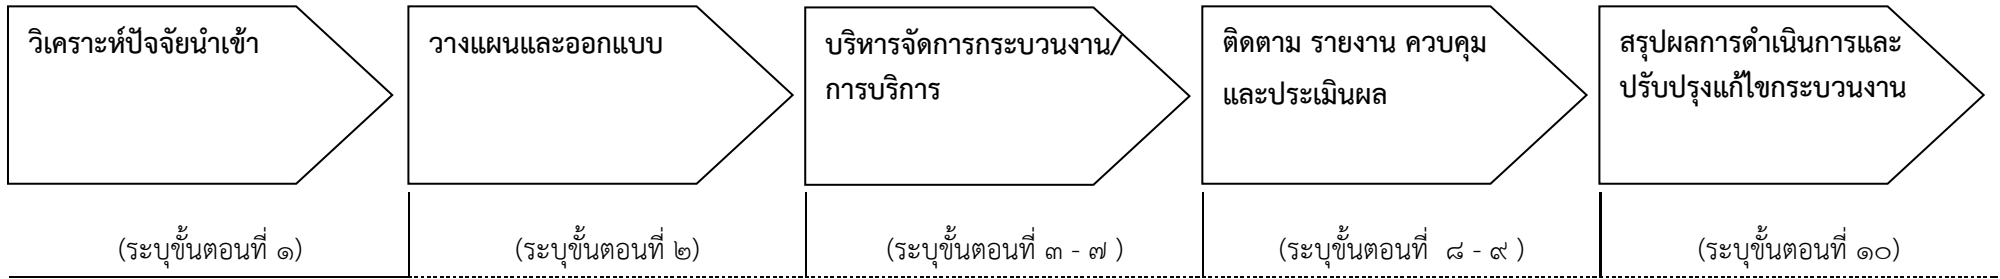 วิเคราะห์ปัจจัยนำเข้า
วางแผนและออกแบบ
บริหารจัดการกระบวนงาน/
การบริการ
ติดตาม รายงาน ควบคุม
และประเมินผล
สรุปผลการดำเนินการและ
ปรับปรุงแก้ไขกระบวนงาน
(ระบุขั้นตอนที่ ๑)
(ระบุขั้นตอนที่ ๒)
(ระบุขั้นตอนที่ ๓ - ๗ )
(ระบุขั้นตอนที่ ๘ - ๙ )
(ระบุขั้นตอนที่ ๑๐)